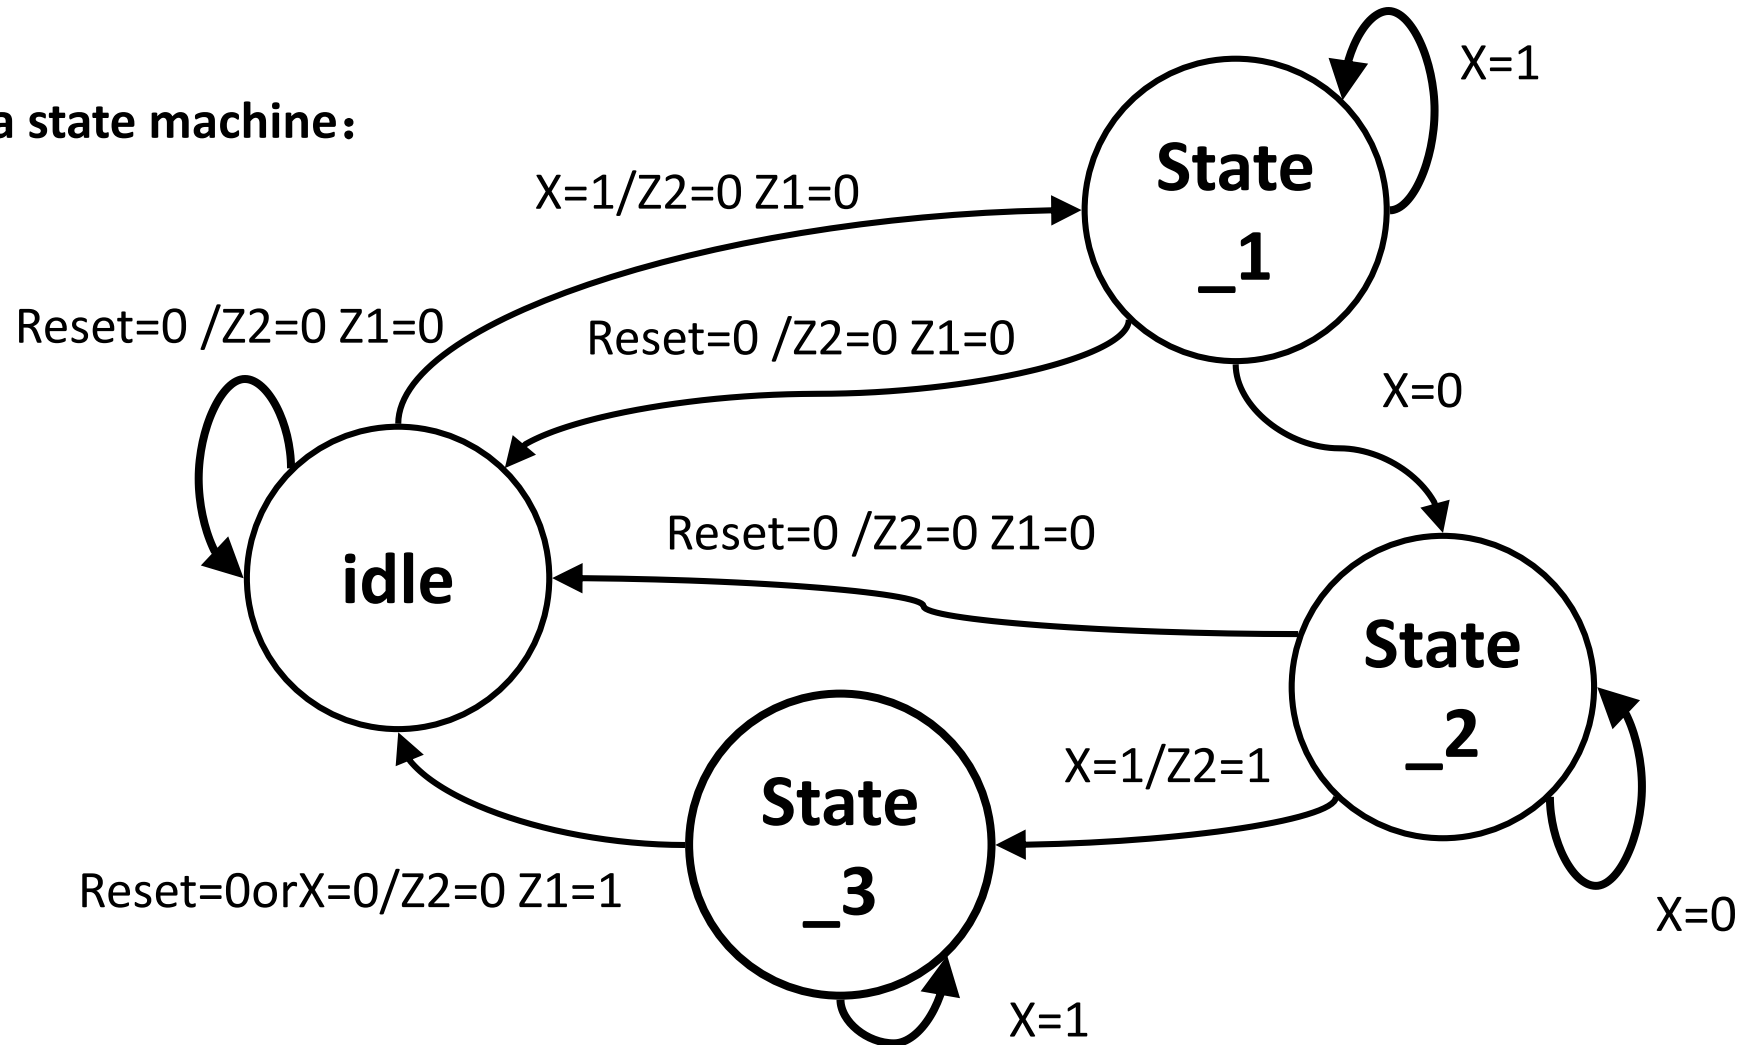 a state machine：
X=1
State
_1
X=1/Z2=0 Z1=0
Reset=0 /Z2=0 Z1=0
Reset=0 /Z2=0 Z1=0
X=0
Reset=0 /Z2=0 Z1=0
idle
State
_2
X=1/Z2=1
State
_3
Reset=0orX=0/Z2=0 Z1=1
X=0
X=1